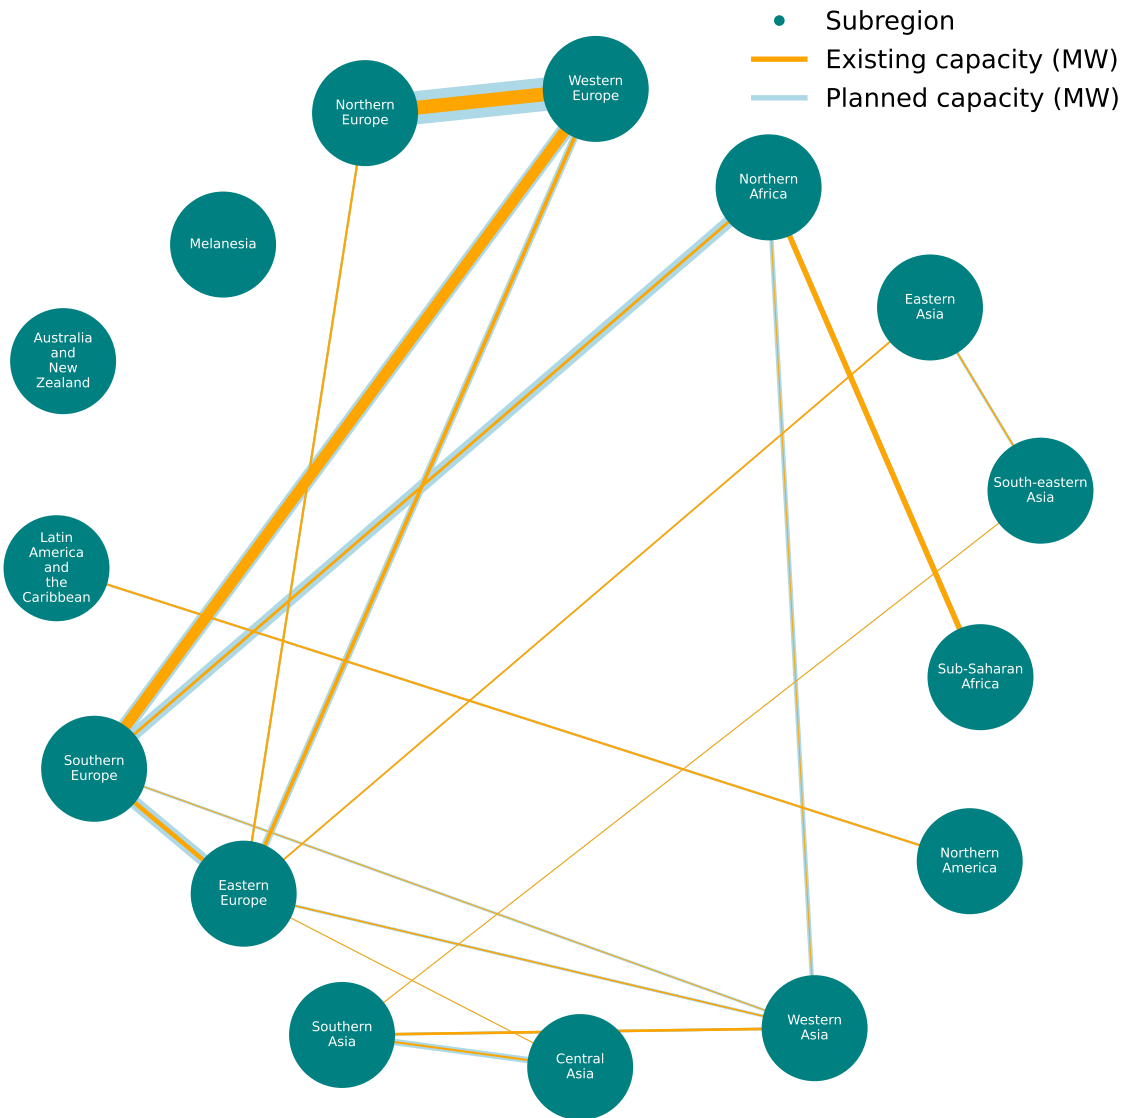 Subregion
Existing capacity (MW)
Planned capacity (MW)
Western
Europe
Northern
Europe
Northern
Africa
Melanesia
Eastern
Asia
Australia
and
New
Zealand
South-eastern
Asia
Latin
America
and
the
Caribbean
Sub-Saharan
Africa
Southern
Europe
Northern
America
Eastern
Europe
Southern
Asia
Western
Asia
Central
Asia